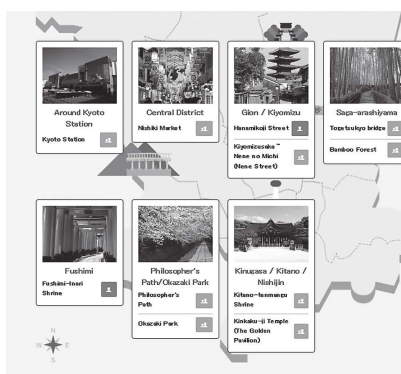 Around Kyoto
Station
Kyoto Station
Central District
Nishiki Market
Gion / Kiyomizu
Hanamikoji Street
Kiyomizusaka ~
Nene no Michi
(Nene Street)
Saga-arashiyama
Togetsukyo bridge
Bamboo Forest
Fushimi
Fushimi-Inari
Shrine
Philosopher's
Path/Okazaki Park
Philosopher's
Path
Okazaki Park
Kinugasa / Kitano /
Nishijin
Kitano-tenmangu
Shrine
Kinkaku-ji Temple
(The Golden
Pavilion)
N
W
E
S